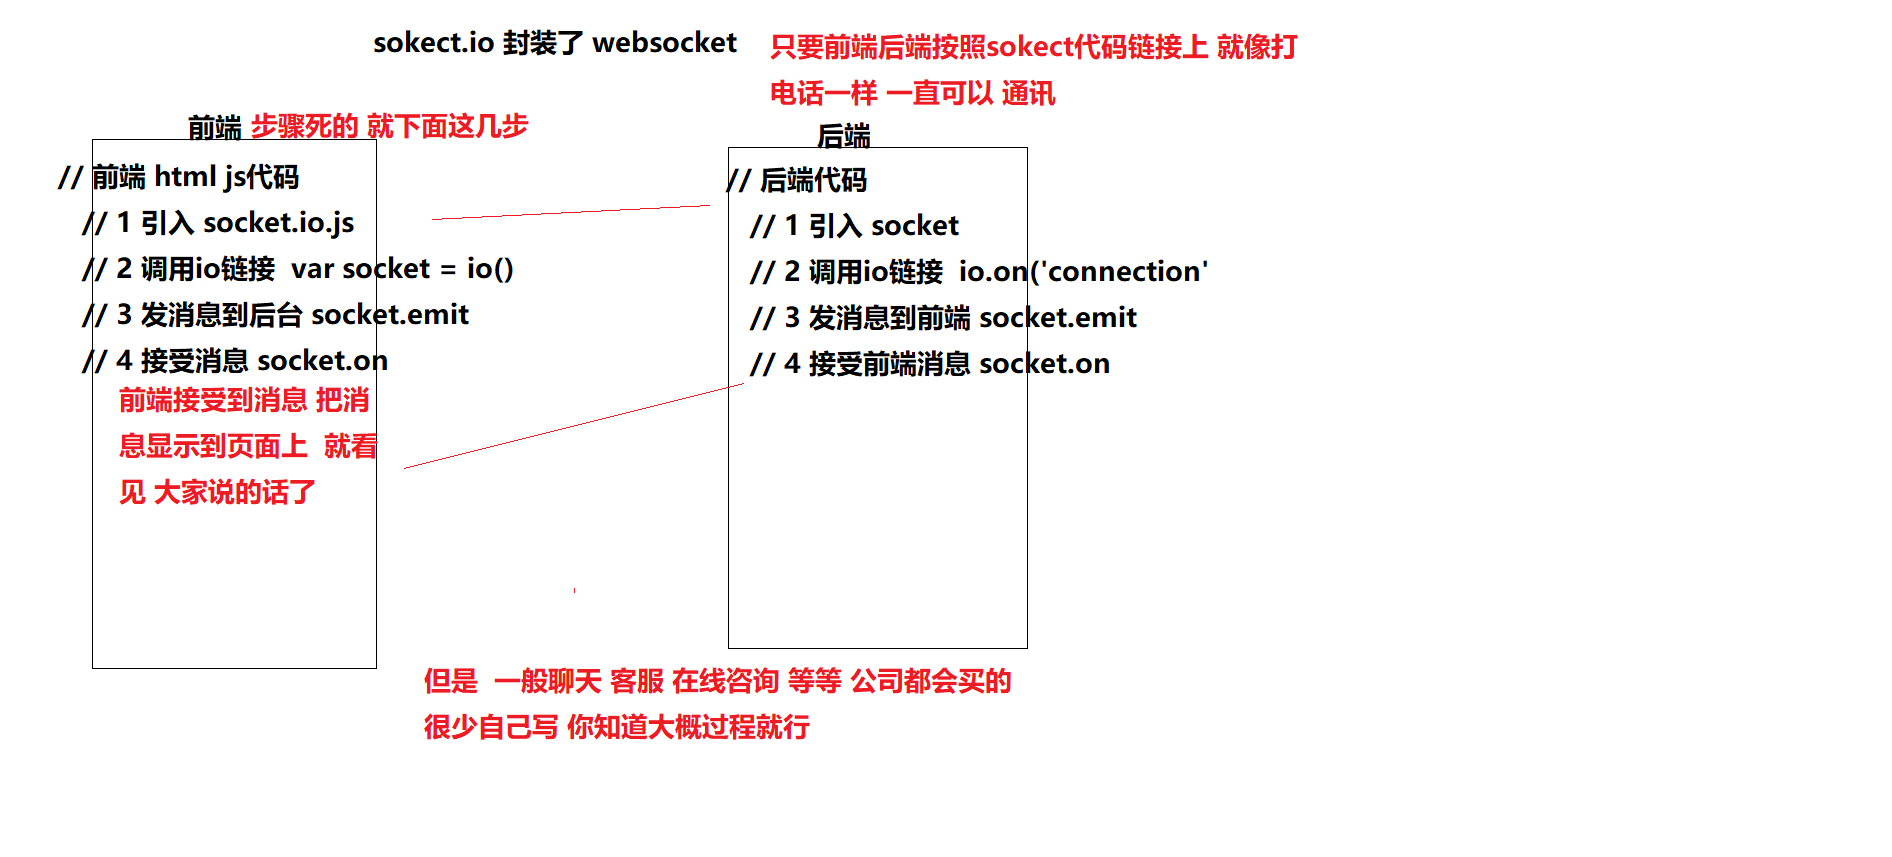 sokect.io 封装了 websocket
只要前端后端按照sokect代码链接上 就像打
电话一样 一直可以 通讯
前端 步骤死的 就下面这几步
// 前端 html js代码
// 1 引入 socket.io.js
// 2 调用io链接  var socket = io()
// 3 发消息到后台 socket.emit
// 4 接受消息 socket.on
前端接受到消息 把消
息显示到页面上  就看
见 大家说的话了
后端
// 后端代码
// 1 引入 socket
// 2 调用io链接  io.on('connection'
// 3 发消息到前端 socket.emit
// 4 接受前端消息 socket.on
但是  一般聊天 客服 在线咨询 等等 公司都会买的
很少自己写 你知道大概过程就行